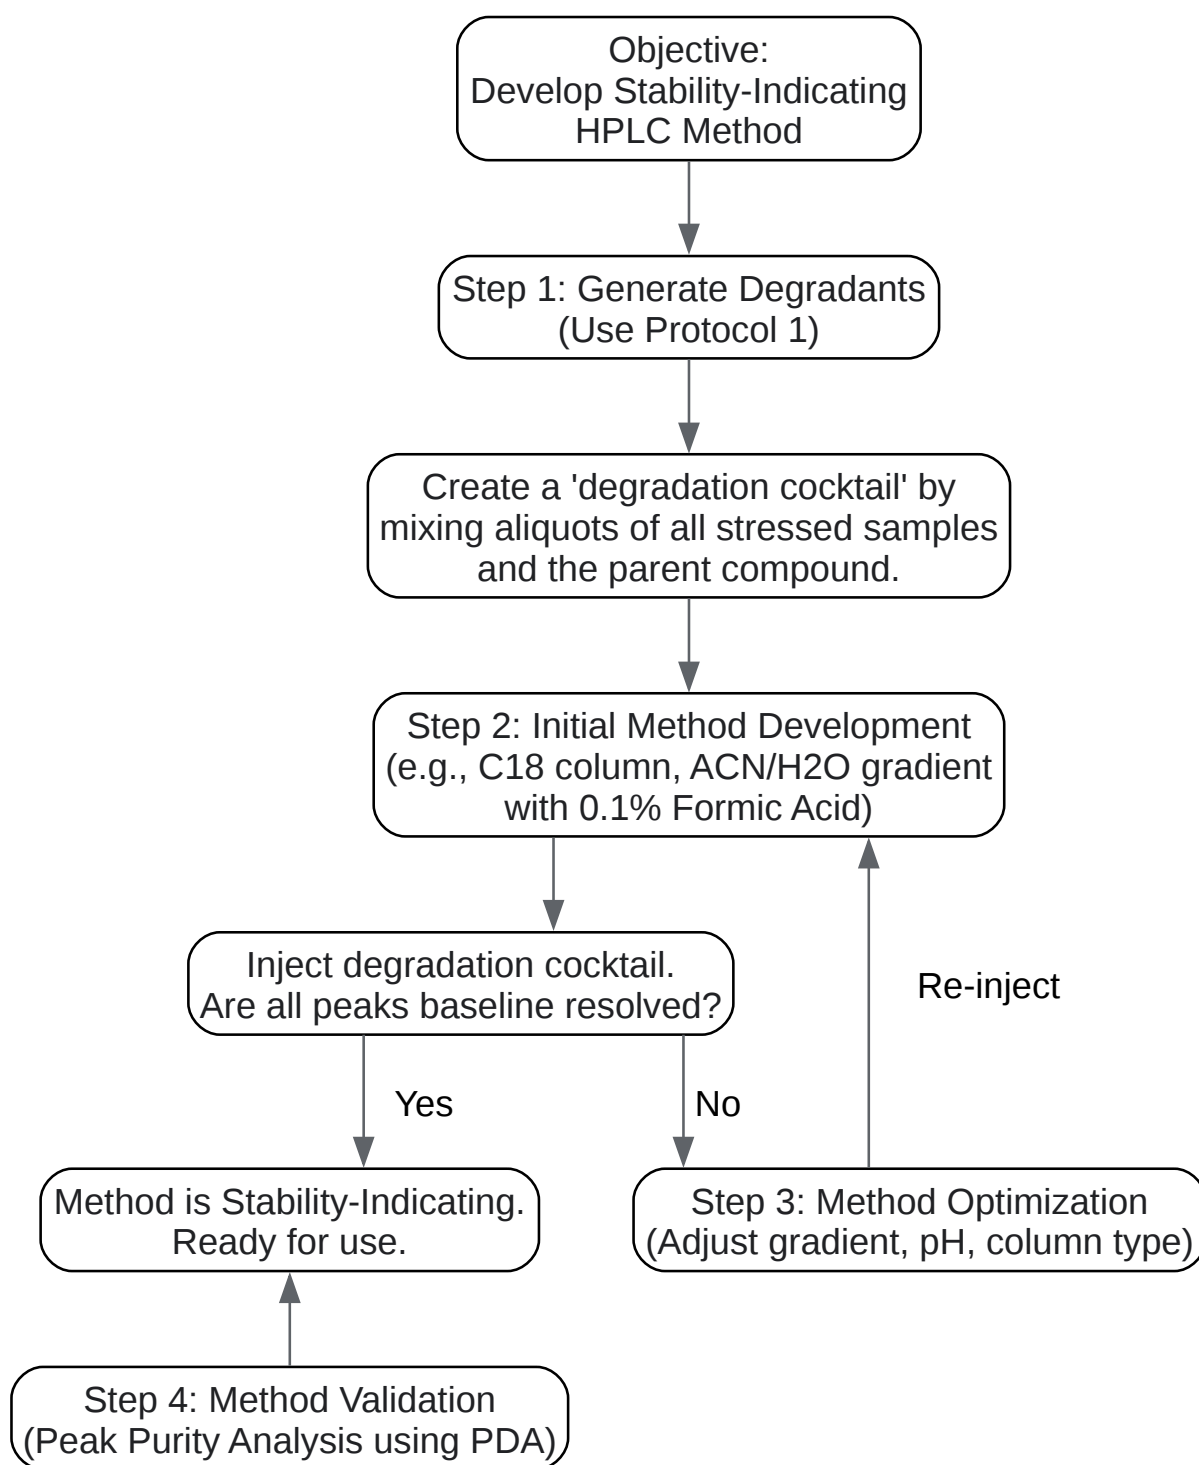 Objective:
Develop Stability-Indicating
HPLC Method
Step 1: Generate Degradants
(Use Protocol 1)
Create a 'degradation cocktail' by
mixing aliquots of all stressed samples
and the parent compound.
Step 2: Initial Method Development
(e.g., C18 column, ACN/H2O gradient
with 0.1% Formic Acid)
Inject degradation cocktail.
Are all peaks baseline resolved?
Re-inject
Yes
No
Method is Stability-Indicating.
Ready for use.
Step 3: Method Optimization
(Adjust gradient, pH, column type)
Step 4: Method Validation
(Peak Purity Analysis using PDA)